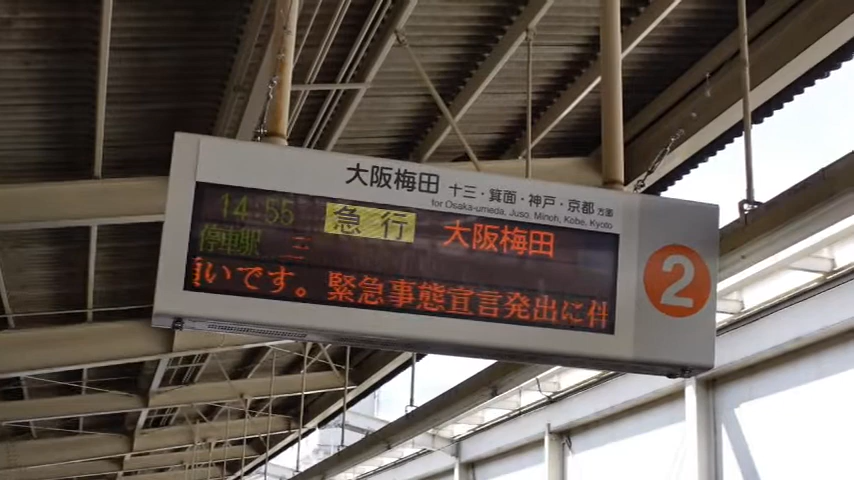 大阪梅田 十三・箕面・神戸・京都 方面
for Osaka-umeda, Juso, Minoh, Kobe, Kyoto
14:55 急行 大阪梅田
停車駅 三
願いです。 緊急事態宣言発出に伴
2